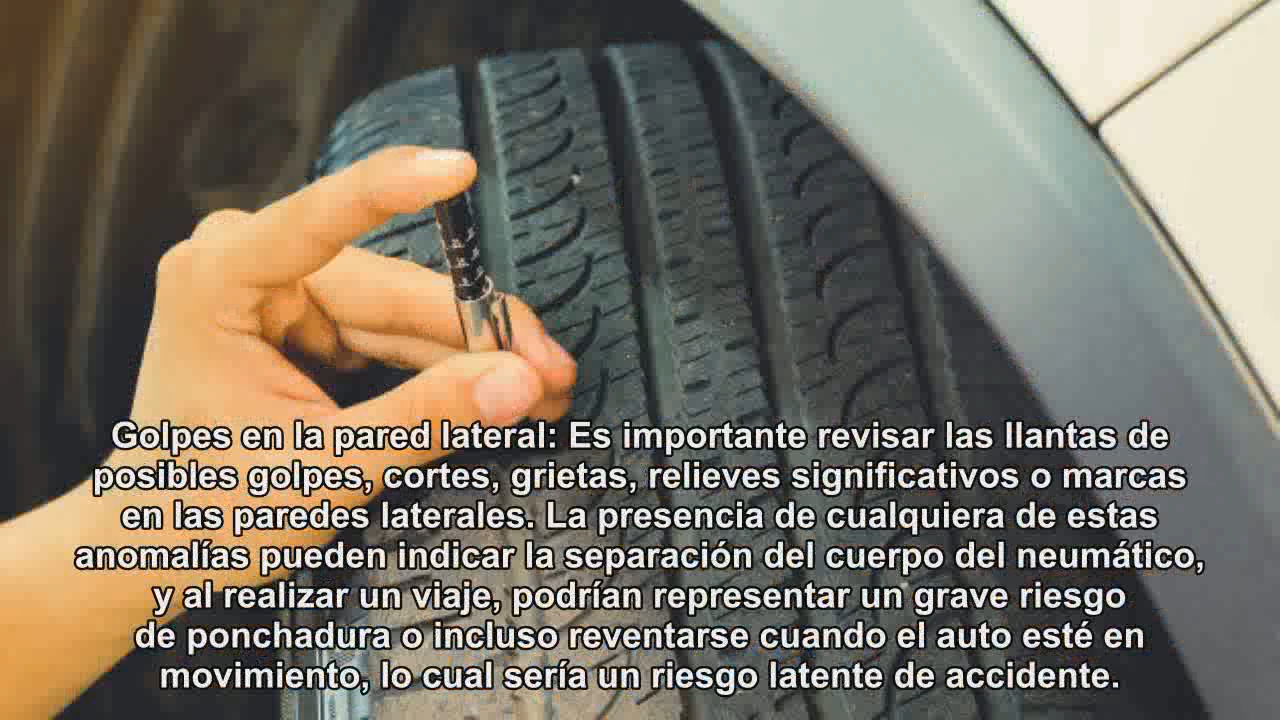 Golpes en la pared lateral: Es importante revisar las llantas de
posibles golpes, cortes, grietas, relieves significativos o marcas
en las paredes laterales. La presencia de cualquiera de estas
anomalías pueden indicar la separación del cuerpo del neumático,
y al realizar un viaje, podrían representar un grave riesgo
de ponchadura o incluso reventarse cuando el auto esté en
movimiento, lo cual sería un riesgo latente de accidente.